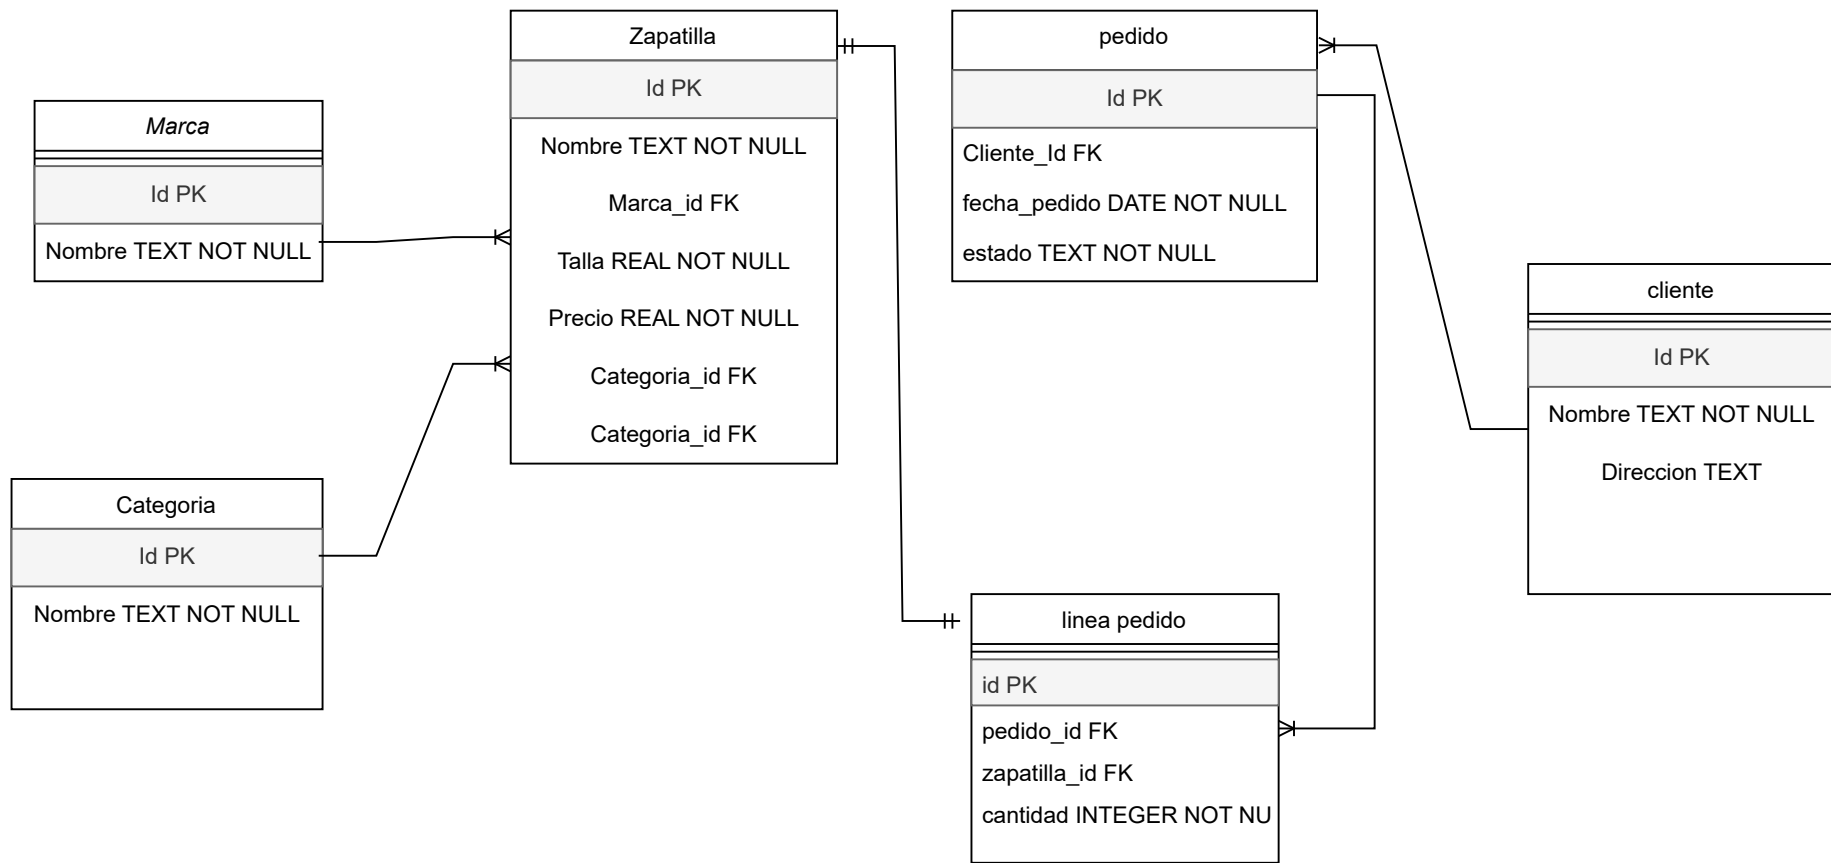 Marca
Id PK
Nombre TEXT NOT NULL
Categoria
Id PK
Nombre TEXT NOT NULL
Zapatilla
Id PK
Nombre TEXT NOT NULL
Marca_id FK
Talla REAL NOT NULL
Precio REAL NOT NULL
Categoria_id FK
Categoria_id FK
pedido
Id PK
Cliente_Id FK
fecha_pedido DATE NOT NULL
estado TEXT NOT NULL
linea pedido
id PK
pedido_id FK
zapatilla_id FK
cantidad INTEGER NOT NU
cliente
Id PK
Nombre TEXT NOT NULL
Direccion TEXT